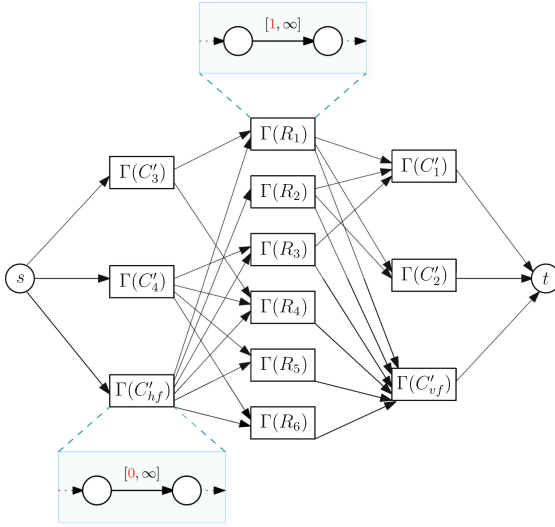 [1, ∞]
Γ(R₁)
Γ(C′₃)
Γ(C′₁)
Γ(R₂)
Γ(R₃)
s
Γ(C′₄)
Γ(C′₂)
t
Γ(R₄)
Γ(R₅)
Γ(C′_{hf})
Γ(C′_{vf})
Γ(R₆)
[0, ∞]